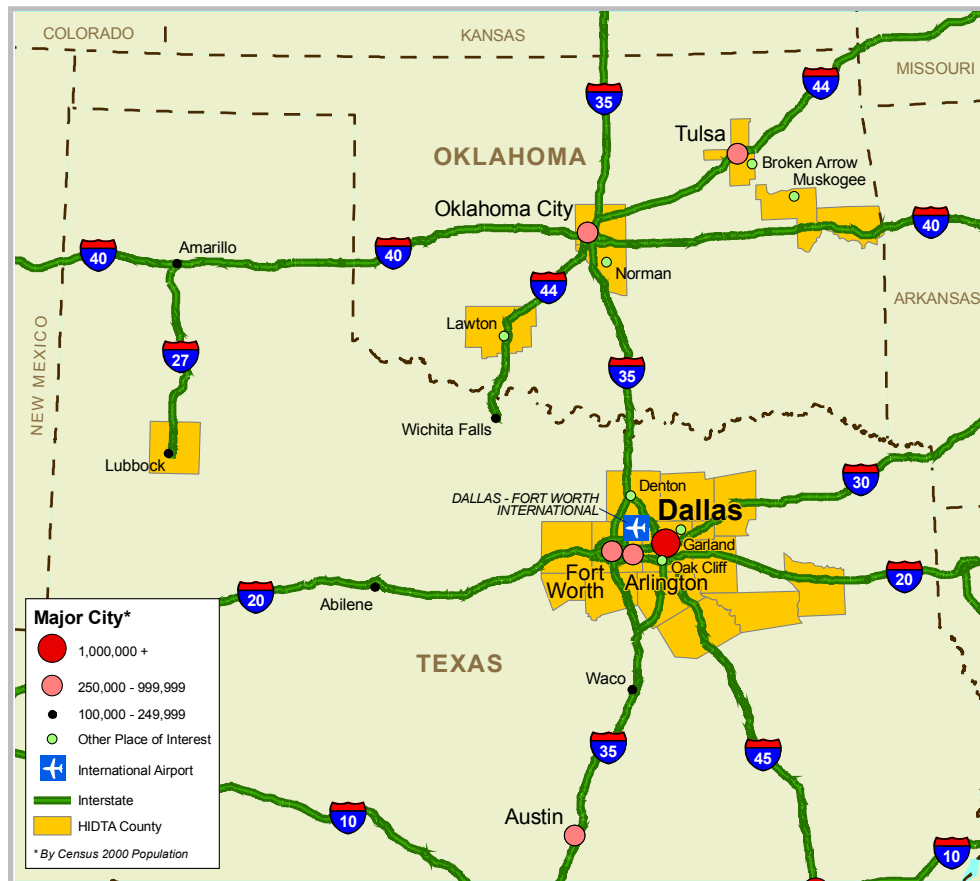 COLORADO
KANSAS
MISSOURI
35
44
Tulsa
OKLAHOMA
Broken Arrow
Muskogee
Oklahoma City
40
Amarillo
40
40
Norman
44
ARKANSAS
NEW MEXICO
Lawton
27
35
Wichita Falls
Lubbock
30
Denton
DALLAS - FORT WORTH
INTERNATIONAL
Dallas
Garland
Oak Cliff
Fort
Worth
Arlington
20
20
Abilene
TEXAS
Waco
35
45
Austin
10
10
Major City*
1,000,000 +
250,000 - 999,999
100,000 - 249,999
Other Place of Interest
International Airport
Interstate
HIDTA County
* By Census 2000 Population